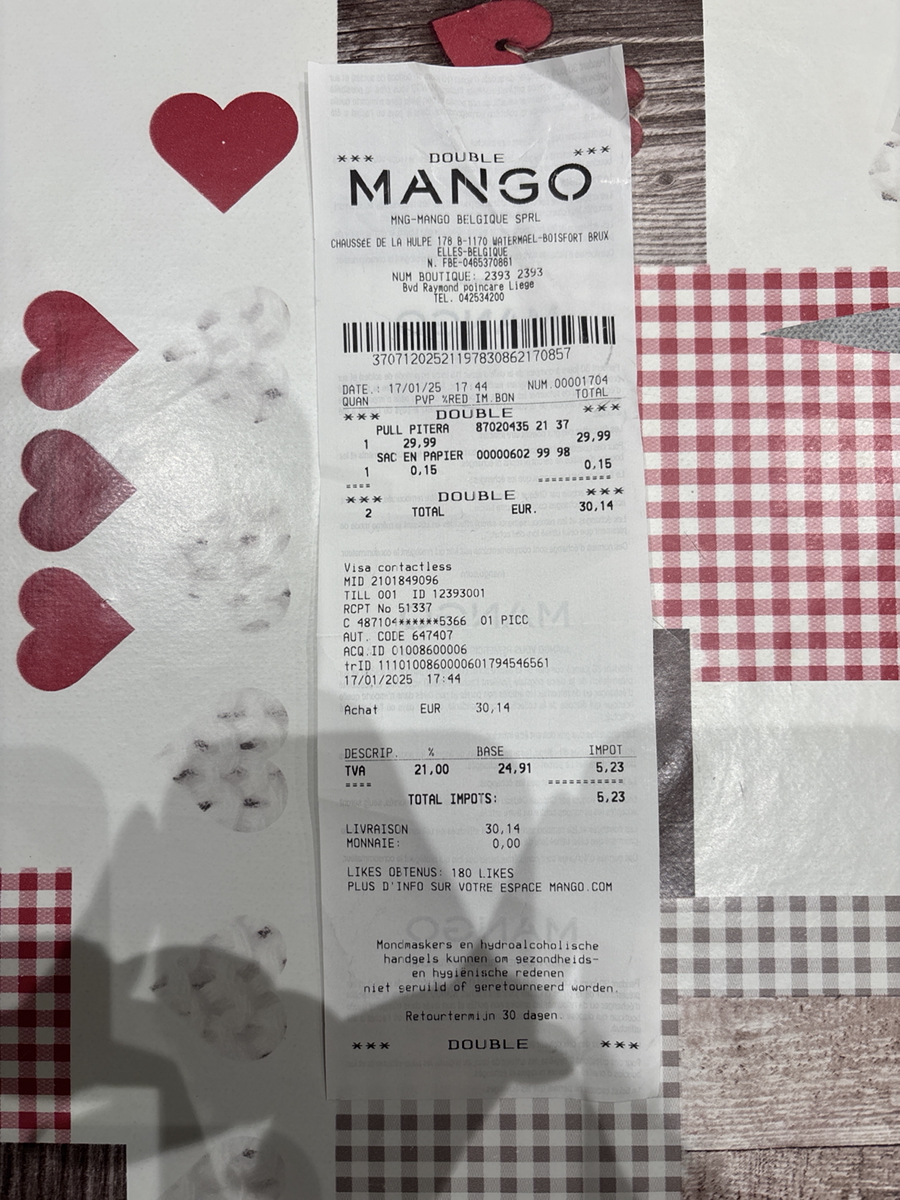 *** DOUBLE ***
MANGO
MNG-MANGO BELGIQUE SPRL
CHAUSSéE DE LA HULPE 178 B-1170 WATERMAEL-BOISFORT BRUX
ELLES-BELGIQUE
N. FBE-0465370861
NUM BOUTIQUE: 2393 2393
Bvd Raymond poincare Liege
TEL. 042534200
37071202521197830862170857
DATE.: 17/01/25 17 44 NUM.00001704
QUAN PVP %RED IM.BON TOTAL
*** DOUBLE ***
PULL PITERA 87020435 21 37
1 29,99 29,99
SAC EN PAPIER 00000602 99 98
1 0,15 0,15
==== ===========
*** DOUBLE ***
2 TOTAL EUR. 30,14
Visa contactless
MID 2101849096
TILL 001 ID 12393001
RCPT No 51337
C 487104******5366 01 PICC
AUT. CODE 647407
ACQ.ID 01008600006
trID 1110100860000601794546561
17/01/2025 17:44
Achat EUR 30,14
DESCRIP. % BASE IMPOT
TVA 21,00 24,91 5,23
==== ===========
TOTAL IMPOTS: 5,23
LIVRAISON 30,14
MONNAIE: 0,00
LIKES OBTENUS: 180 LIKES
PLUS D'INFO SUR VOTRE ESPACE MANGO.COM
Mondmaskers en hydroalcoholische
handgels kunnen om gezondheids-
en hygiënische redenen
niet geruild of geretourneerd worden.
Retourtermijn 30 dagen.
*** DOUBLE ***